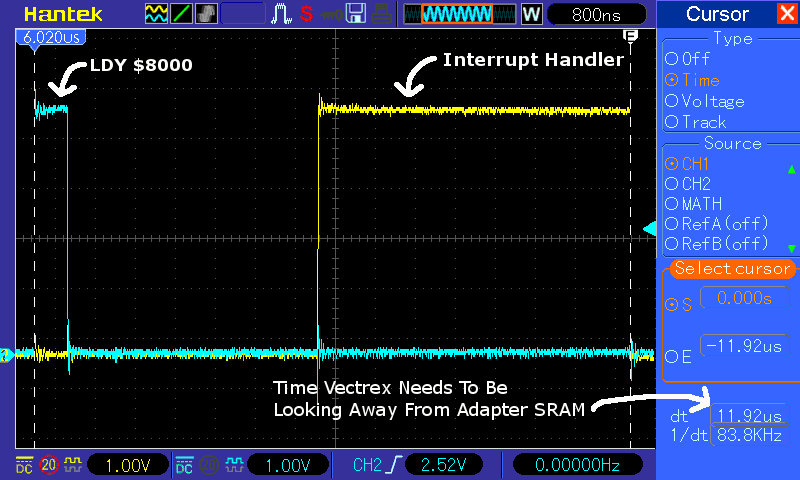 Hantek
S
W
800ns
Cursor
X
6.020us
E
LDY $8000
Interrupt Handler
Type
Off
Time
Voltage
Track
Source
CH1
CH2
MATH
RefA(off)
RefB(off)
Select cursor
S 0.000s
E -11.92us
2
Time Vectrex Needs To Be
Looking Away From Adapter SRAM
dt 11.92us
1/dt 83.8KHz
DC 20 1.00V DC 20 1.00V CH2 2.52V 0.00000Hz